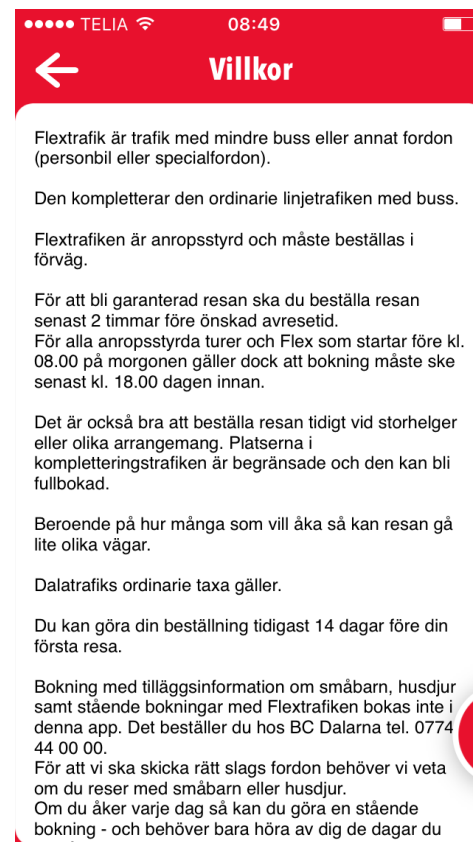 TELIA 08:49
Villkor
Flextrafik är trafik med mindre buss eller annat fordon
(personbil eller specialfordon).
Den kompletterar den ordinarie linjetrafiken med buss.
Flextrafiken är anropsstyrd och måste beställas i
förväg.
För att bli garanterad resan ska du beställa resan
senast 2 timmar före önskad avresetid.
För alla anropsstyrda turer och Flex som startar före kl.
08.00 på morgonen gäller dock att bokning måste ske
senast kl. 18.00 dagen innan.
Det är också bra att beställa resan tidigt vid storhelger
eller olika arrangemang. Platserna i
kompletteringstrafiken är begränsade och den kan bli
fullbokad.
Beroende på hur många som vill åka så kan resan gå
lite olika vägar.
Dalatrafiks ordinarie taxa gäller.
Du kan göra din beställning tidigast 14 dagar före din
första resa.
Bokning med tilläggsinformation om småbarn, husdjur
samt stående bokningar med Flextrafiken bokas inte i
denna app. Det beställer du hos BC Dalarna tel. 0774
44 00 00.
För att vi ska skicka rätt slags fordon behöver vi veta
om du reser med småbarn eller husdjur.
Om du åker varje dag så kan du göra en stående
bokning - och behöver bara höra av dig de dagar du